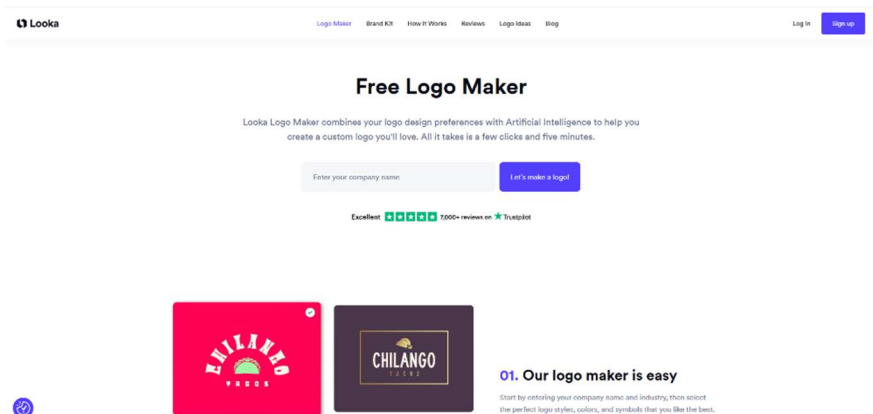 Looka
Logo Maker Brand Kit How It Works Reviews Logo Ideas Blog
Log In Sign up
Free Logo Maker
Looka Logo Maker combines your logo design preferences with Artificial Intelligence to help you
create a custom logo you'll love. All it takes is a few clicks and five minutes.
Enter your company name Let's make a logo!
Excellent 7,000+ reviews on Trustpilot
CHILANGO
TACOS
CHILANGO
TACOS
01. Our logo maker is easy
Start by entering your company name and industry, then select
the perfect logo styles, colors, and symbols that you like the best.